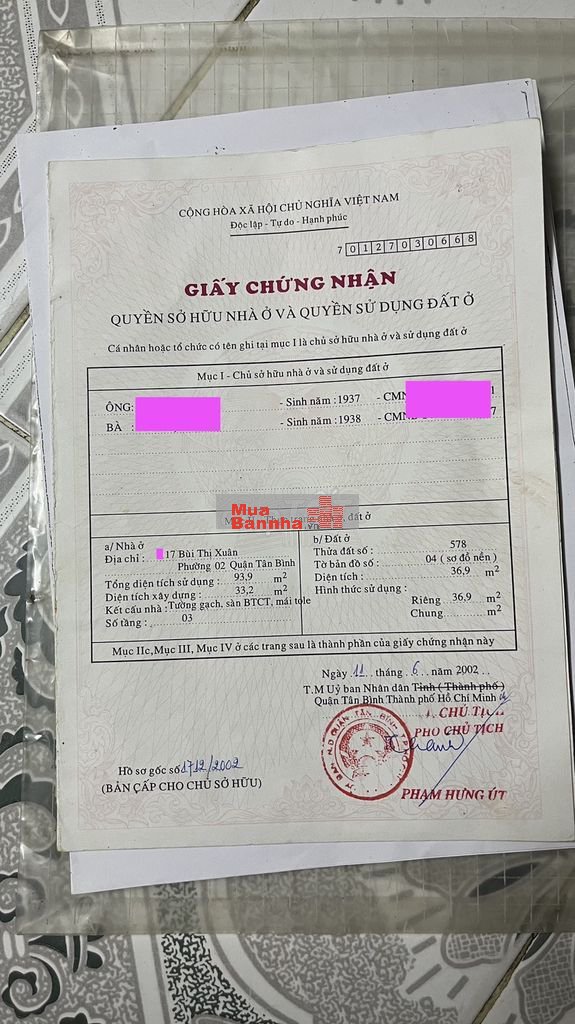 CỘNG HÒA XÃ HỘI CHỦ NGHĨA VIỆT NAM
Độc lập - Tự do - Hạnh phúc
7 0 1 2 7 0 3 0 6 6 8
GIẤY CHỨNG NHẬN
QUYỀN SỞ HỮU NHÀ Ở VÀ QUYỀN SỬ DỤNG ĐẤT Ở
Cá nhân hoặc tổ chức có tên ghi tại mục I là chủ sở hữu nhà ở và sử dụng đất ở
Mục I - Chủ sở hữu nhà ở và sử dụng đất ở
ÔNG: - Sinh năm : 1937 - CMN 1
BÀ : - Sinh năm : 1938 - CMN 7
Mua
Bannha.vn
đất ở
a/ Nhà ở
Địa chỉ : 17 Bùi Thị Xuân
Phường 02 Quận Tân Bình
Tổng diện tích sử dụng : 93,9 m2
Diện tích xây dựng : 33,2 m2
Kết cấu nhà : Tường gạch, sàn BTCT, mái tole
Số tầng : 03
b/ Đất ở
Thửa đất số : 578
Tờ bản đồ số : 04 ( sơ đồ nền )
Diện tích : 36,9 m2
Hình thức sử dụng :
Riêng : 36,9 m2
Chung m2
Mục IIc, Mục III, Mục IV ở các trang sau là thành phần của giấy chứng nhận này
Ngày 11 tháng 6 năm 2002
T.M Uỷ ban Nhân dân Tỉnh ( Thành phố )
Quận Tân Bình Thành phố Hồ Chí Minh
CHỦ TỊCH
PHÓ CHỦ TỊCH
Hồ sơ gốc số 1712/2002
(BẢN CẤP CHO CHỦ SỞ HỮU)
PHẠM HƯNG ÚT